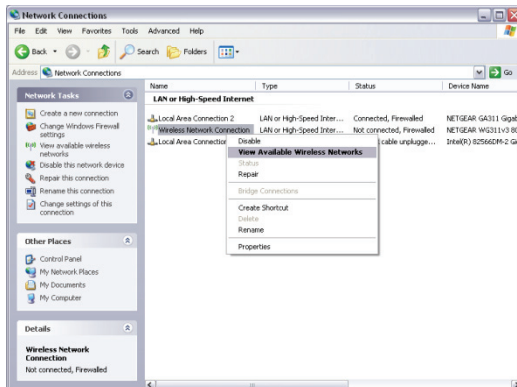 Network Connections
File Edit View Favorites Tools Advanced Help
Back Search Folders
Address Network Connections Go
Network Tasks
Create a new connection
Change Windows Firewall
settings
View available wireless
networks
Disable this network device
Repair this connection
Rename this connection
Change settings of this
connection
Other Places
Control Panel
My Network Places
My Documents
My Computer
Details
Wireless Network
Connection
Not connected, Firewalled
Name Type Status Device Name
LAN or High-Speed Internet
Local Area Connection 2 LAN or High-Speed Inter... Connected, Firewalled NETGEAR GA311 Gigab
Wireless Network Connection LAN or High-Speed Inter... Not connected, Firewalled NETGEAR WG311v3 80
Local Area Connection cable unplugge... Intel(R) 82566DM-2 Gi
Disable
View Available Wireless Networks
Status
Repair
Bridge Connections
Create Shortcut
Delete
Rename
Properties